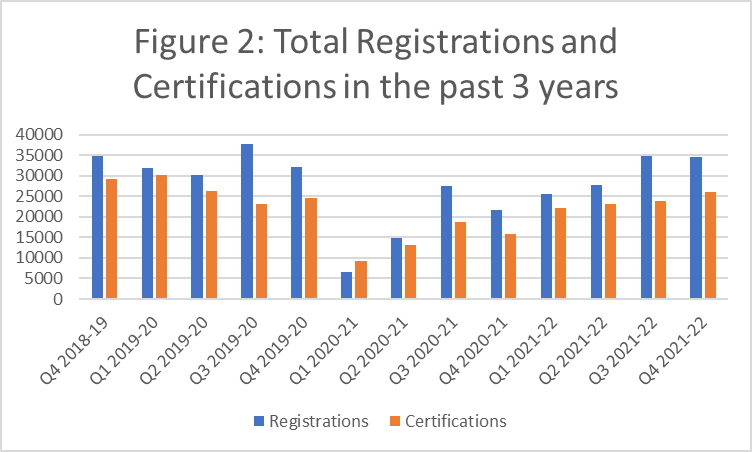 Figure 2: Total Registrations and
Certifications in the past 3 years
40000
35000
30000
25000
20000
15000
10000
5000
0
Q4 2018-19
Q1 2019-20
Q2 2019-20
Q3 2019-20
Q4 2019-20
Q1 2020-21
Q2 2020-21
Q3 2020-21
Q4 2020-21
Q1 2021-22
Q2 2021-22
Q3 2021-22
Q4 2021-22
Registrations
Certifications